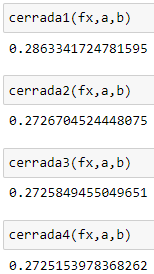 cerrada1(fx,a,b)
0.2863341724781595
cerrada2(fx,a,b)
0.2726704524448075
cerrada3(fx,a,b)
0.2725849455049651
cerrada4(fx,a,b)
0.2725153978368262